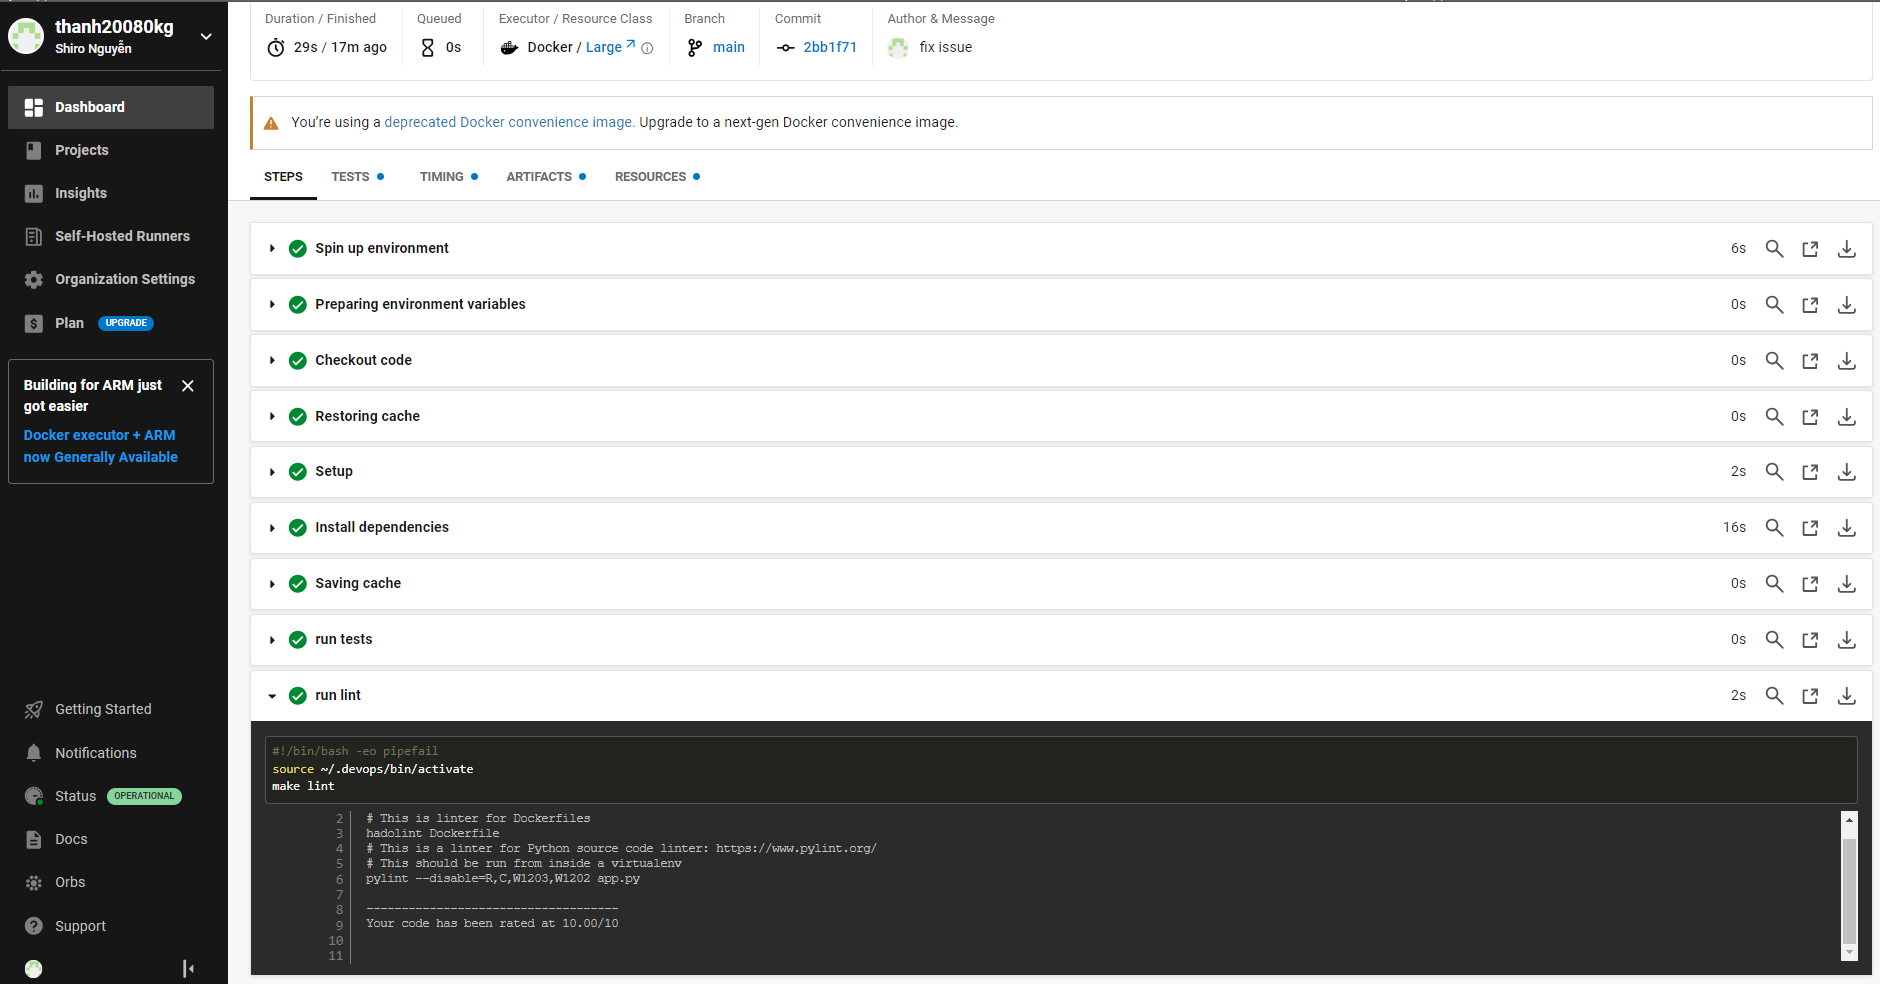 thanh20080kg
Shiro Nguyễn
Dashboard
Projects
Insights
Self-Hosted Runners
Organization Settings
Plan UPGRADE
Building for ARM just
got easier
Docker executor + ARM
now Generally Available
Getting Started
Notifications
Status OPERATIONAL
Docs
Orbs
Support
Duration / Finished Queued Executor / Resource Class Branch Commit Author & Message
29s / 17m ago 0s Docker / Large main 2bb1f71 fix issue
You're using a deprecated Docker convenience image. Upgrade to a next-gen Docker convenience image.
STEPS TESTS TIMING ARTIFACTS RESOURCES
Spin up environment 6s
Preparing environment variables 0s
Checkout code 0s
Restoring cache 0s
Setup 2s
Install dependencies 16s
Saving cache 0s
run tests 0s
run lint 2s
#!/bin/bash -eo pipefail
source ~/.devops/bin/activate
make lint
2 # This is linter for Dockerfiles
3 hadolint Dockerfile
4 # This is a linter for Python source code linter: https://www.pylint.org/
5 # This should be run from inside a virtualenv
6 pylint --disable=R,C,W1203,W1202 app.py
7
8 ------------------------------------
9 Your code has been rated at 10.00/10
10
11